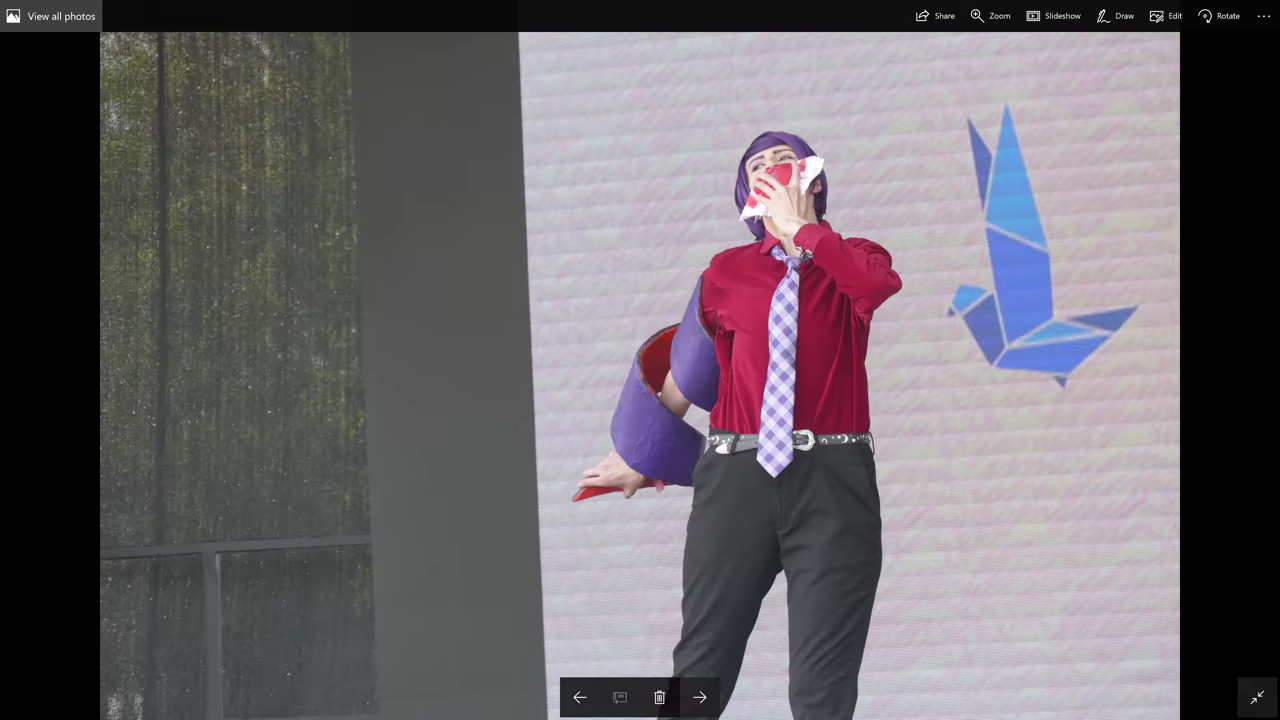 View all photos
Share
Zoom
Slideshow
Draw
Edit
Rotate